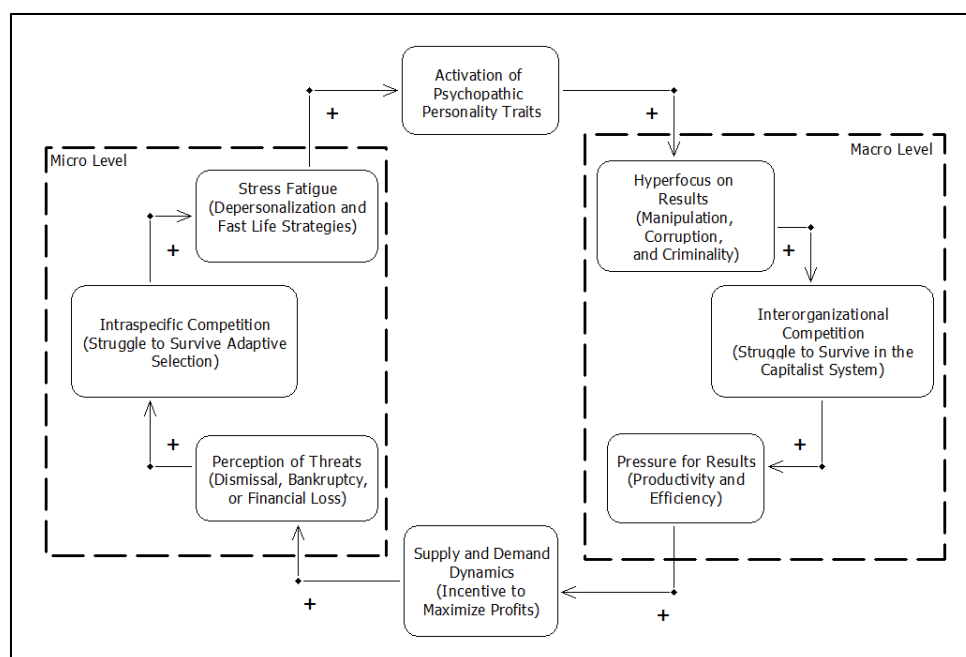 Activation of
Psychopathic
Personality Traits
+
+
Micro Level
Macro Level
Stress Fatigue
(Depersonalization and
Fast Life Strategies)
Hyperfocus on
Results
(Manipulation,
Corruption,
and Criminality)
+
+
Intraspecific Competition
(Struggle to Survive Adaptive
Selection)
Interorganizational
Competition
(Struggle to Survive in the
Capitalist System)
+
+
Perception of Threats
(Dismissal, Bankruptcy,
or Financial Loss)
Pressure for Results
(Productivity and
Efficiency)
Supply and Demand
Dynamics
(Incentive to
Maximize Profits)
+
+